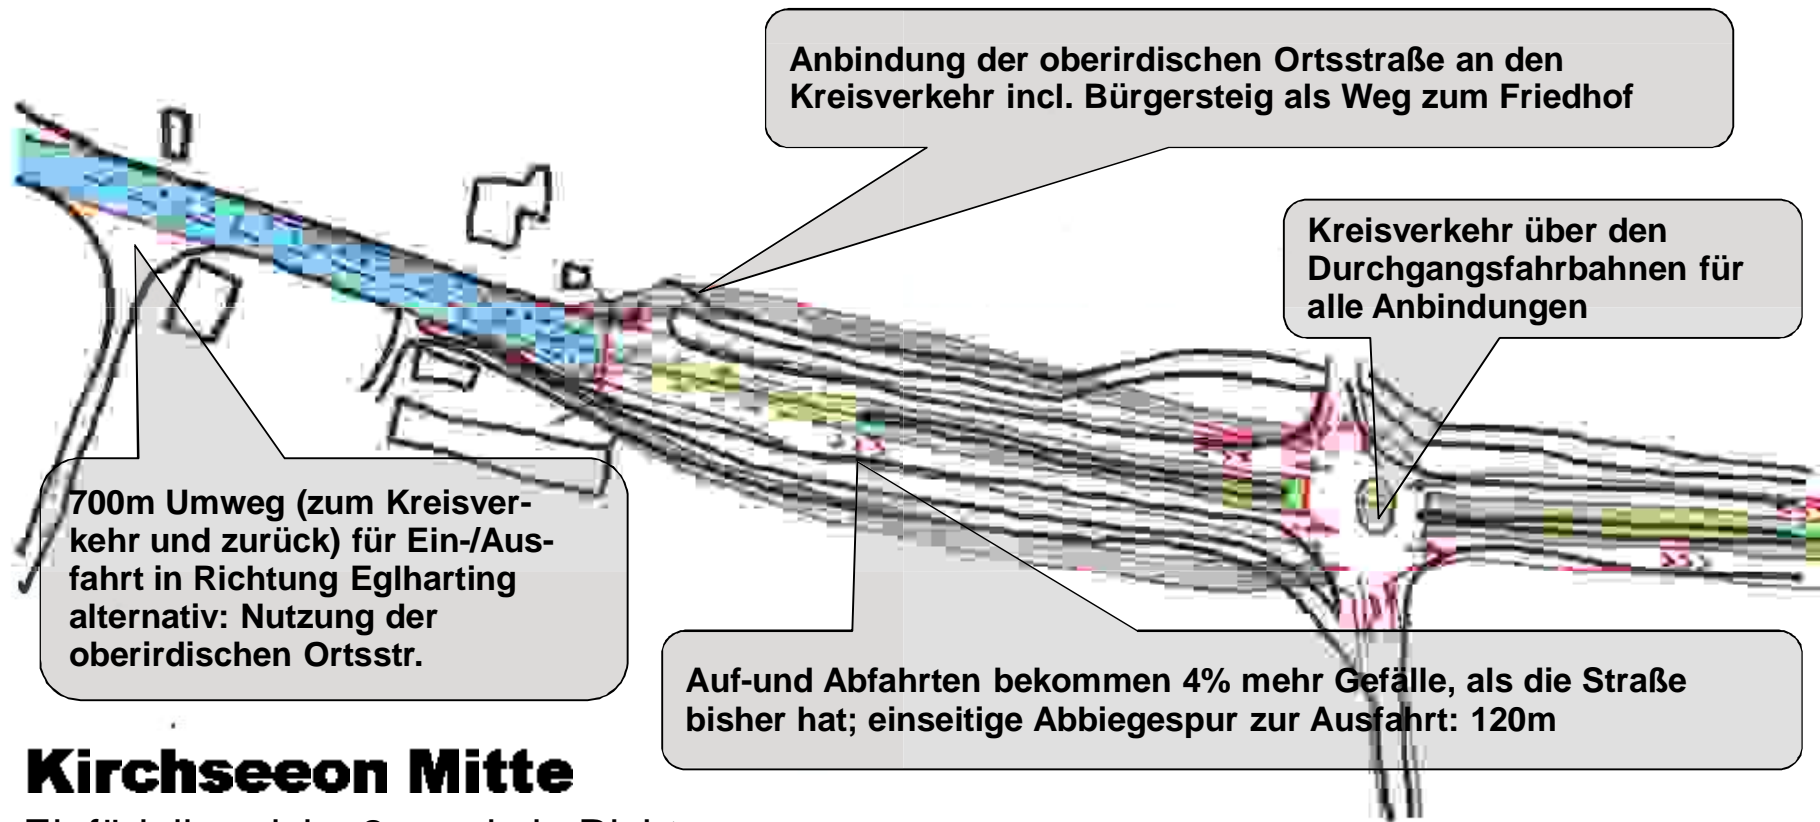 Anbindung der oberirdischen Ortsstraße an den
Kreisverkehr incl. Bürgersteig als Weg zum Friedhof
Kreisverkehr über den
Durchgangsfahrbahnen für
alle Anbindungen
700m Umweg (zum Kreisver-
kehr und zurück) für Ein-/Aus-
fahrt in Richtung Eglharting
alternativ: Nutzung der
oberirdischen Ortsstr.
Auf-und Abfahrten bekommen 4% mehr Gefälle, als die Straße
bisher hat; einseitige Abbiegespur zur Ausfahrt: 120m
Kirchseeon Mitte